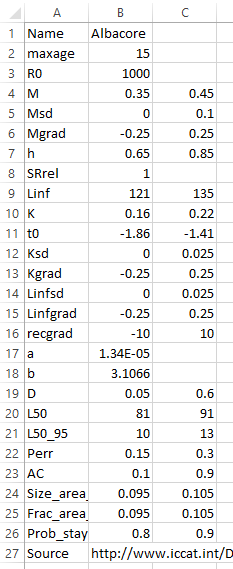 A B C
1 Name Albacore
2 maxage 15
3 R0 1000
4 M 0.35 0.45
5 Msd 0 0.1
6 Mgrad -0.25 0.25
7 h 0.65 0.85
8 SRrel 1
9 Linf 121 135
10 K 0.16 0.22
11 t0 -1.86 -1.41
12 Ksd 0 0.025
13 Kgrad -0.25 0.25
14 Linfsd 0 0.025
15 Linfgrad -0.25 0.25
16 recgrad -10 10
17 a 1.34E-05
18 b 3.1066
19 D 0.05 0.6
20 L50 81 91
21 L50_95 10 13
22 Perr 0.15 0.3
23 AC 0.1 0.9
24 Size_area_ 0.095 0.105
25 Frac_area_ 0.095 0.105
26 Prob_stay 0.8 0.9
27 Source http://www.iccat.int/D